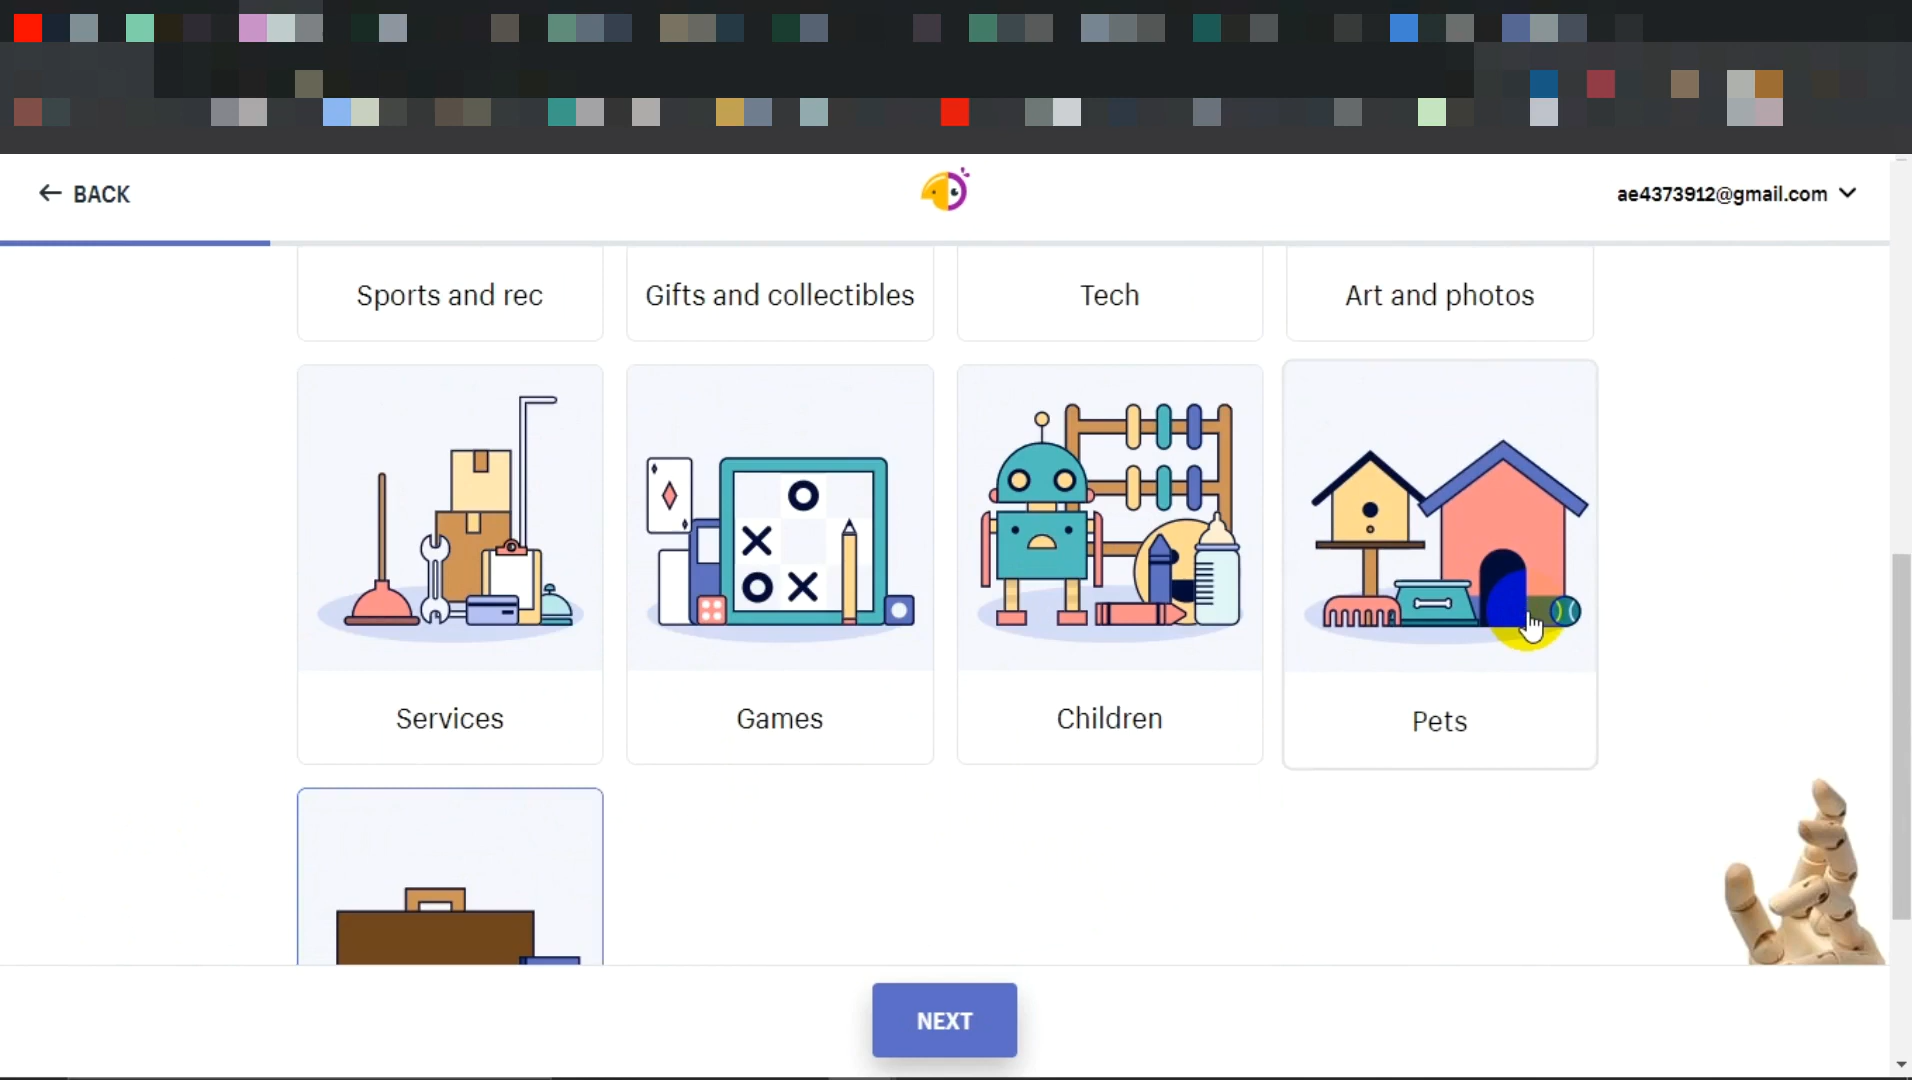 BACK
ae4373912@gmail.com
Sports and rec
Gifts and collectibles
Tech
Art and photos
Services
Games
Children
Pets
NEXT